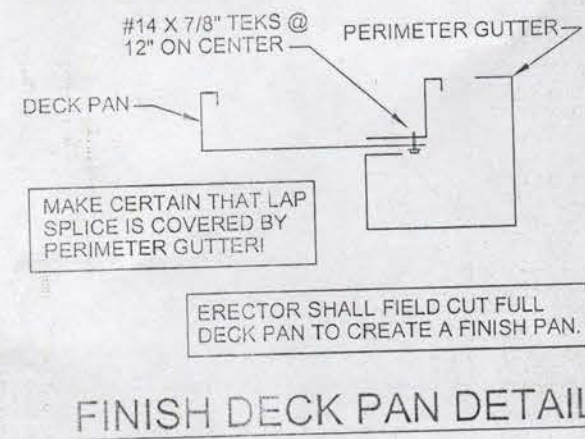 #14 X 7/8" TEKS @
12" ON CENTER
PERIMETER GUTTER
DECK PAN
MAKE CERTAIN THAT LAP
SPLICE IS COVERED BY
PERIMETER GUTTER!
ERECTOR SHALL FIELD CUT FULL
DECK PAN TO CREATE A FINISH PAN.
FINISH DECK PAN DETAIL